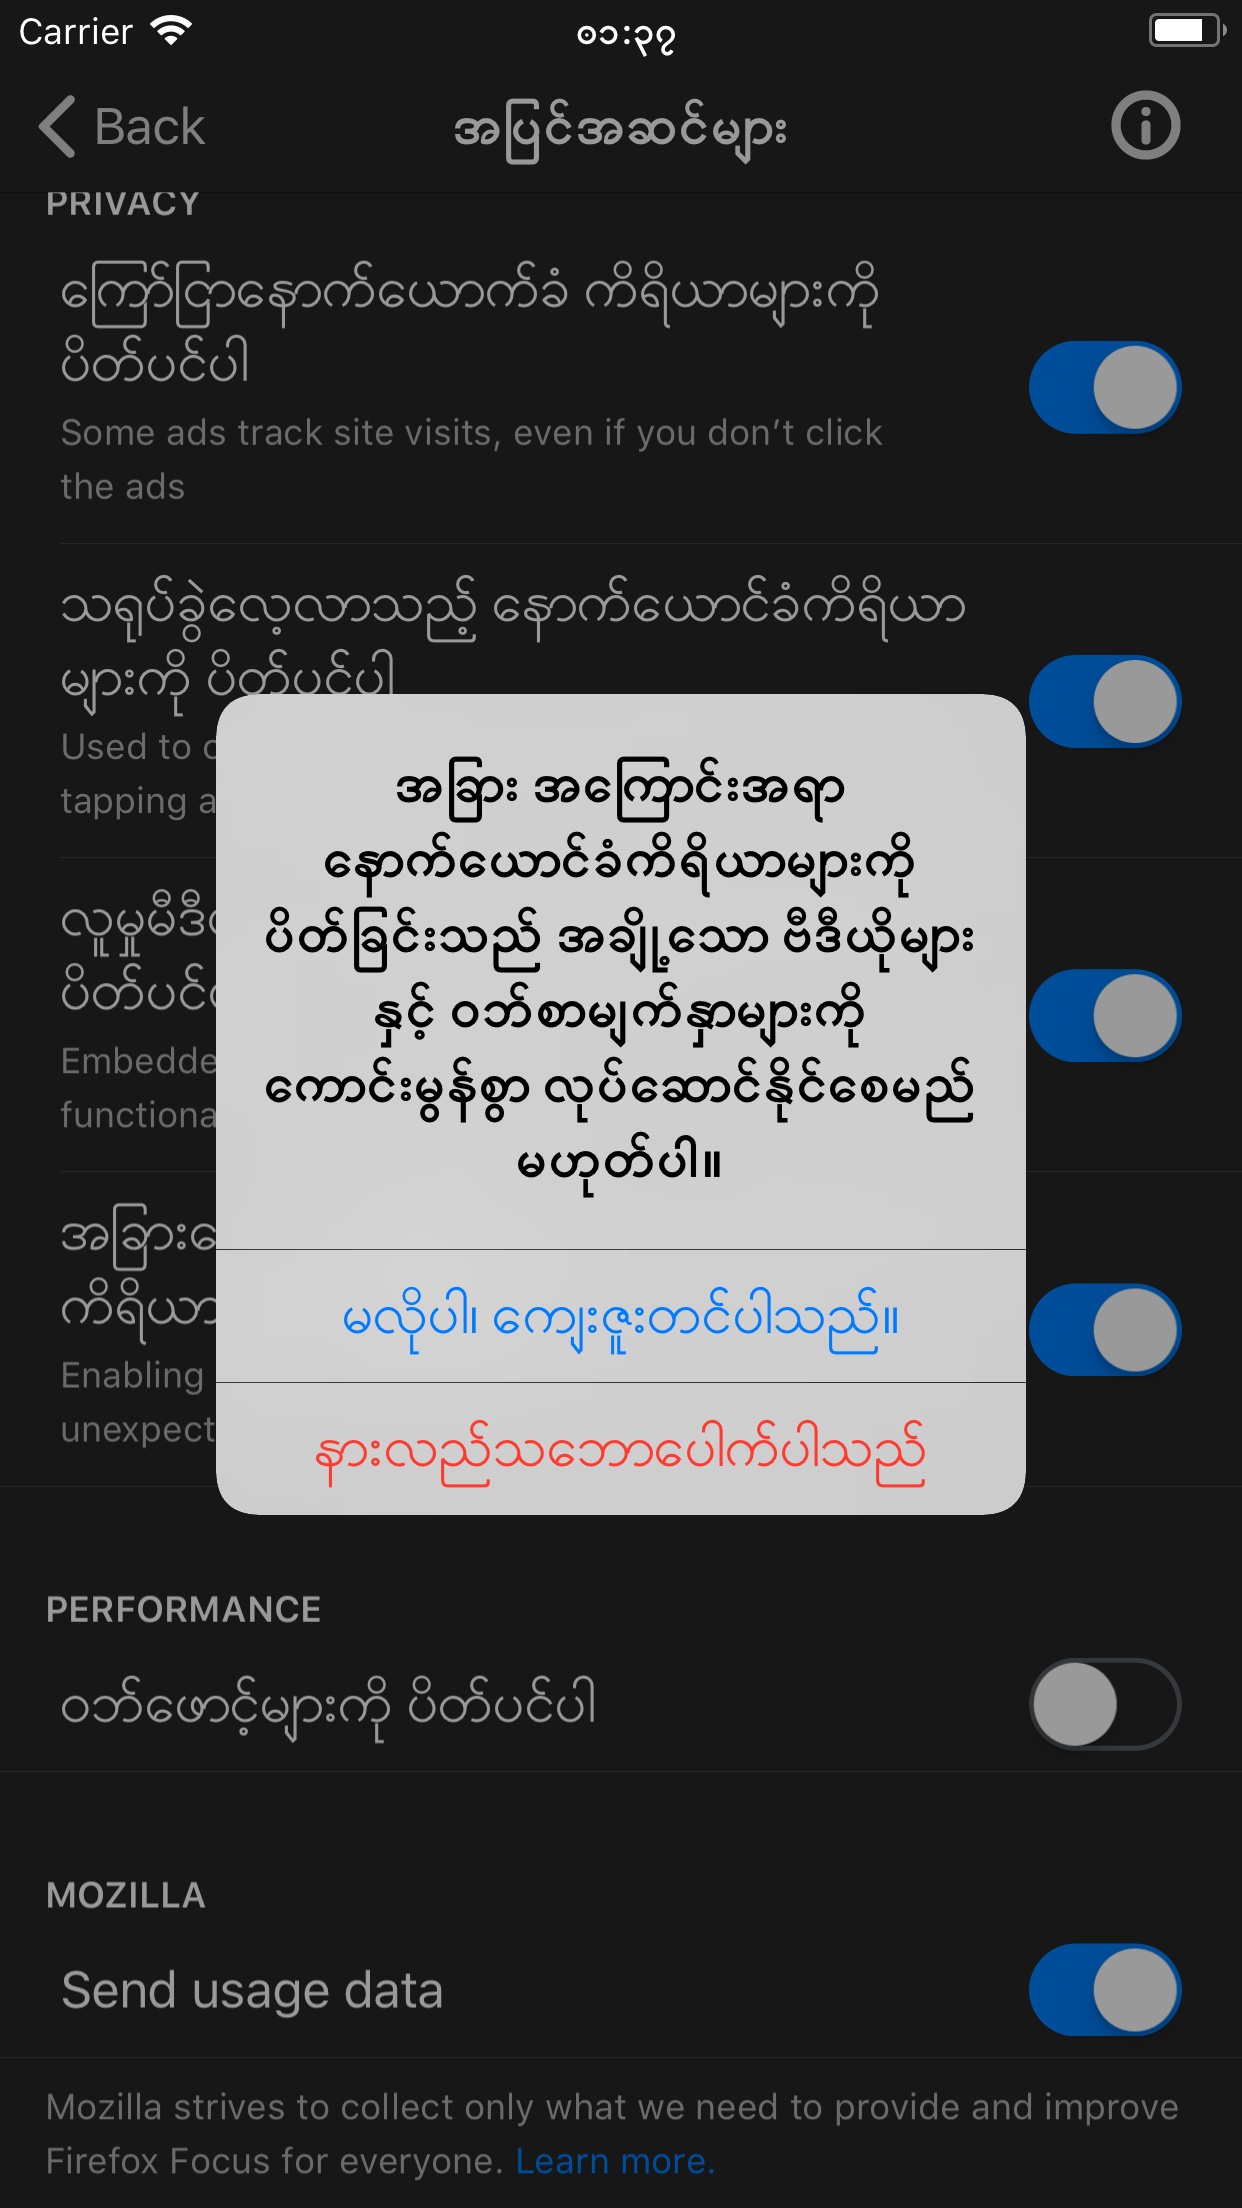 Carrier
၀၁:၃၇
Back
အပြင်အဆင်များ
PRIVACY
ကြော်ငြာနောက်ယောက်ခံ ကိရိယာများကို
ပိတ်ပင်ပါ
Some ads track site visits, even if you don’t click
the ads
သရုပ်ခွဲလေ့လာသည့် နောက်ယောင်ခံကိရိယာ
များကို ပိတ်ပင်ပါ
Used to
tapping
လူမှုမီဒီ
ပိတ်ပင်
Embedde
functiona
အခြား
ကိရိယာ
Enabling
unexpect
အခြား အကြောင်းအရာ
နောက်ယောင်ခံကိရိယာများကို
ပိတ်ခြင်းသည် အချို့သော ဗီဒီယိုများ
နှင့် ဝဘ်စာမျက်နှာများကို
ကောင်းမွန်စွာ လုပ်ဆောင်နိုင်စေမည်
မဟုတ်ပါ။
မလိုပါ၊ ကျေးဇူးတင်ပါသည်။
နားလည်သဘောပေါက်ပါသည်
PERFORMANCE
ဝဘ်ဖောင့်များကို ပိတ်ပင်ပါ
MOZILLA
Send usage data
Mozilla strives to collect only what we need to provide and improve
Firefox Focus for everyone. Learn more.